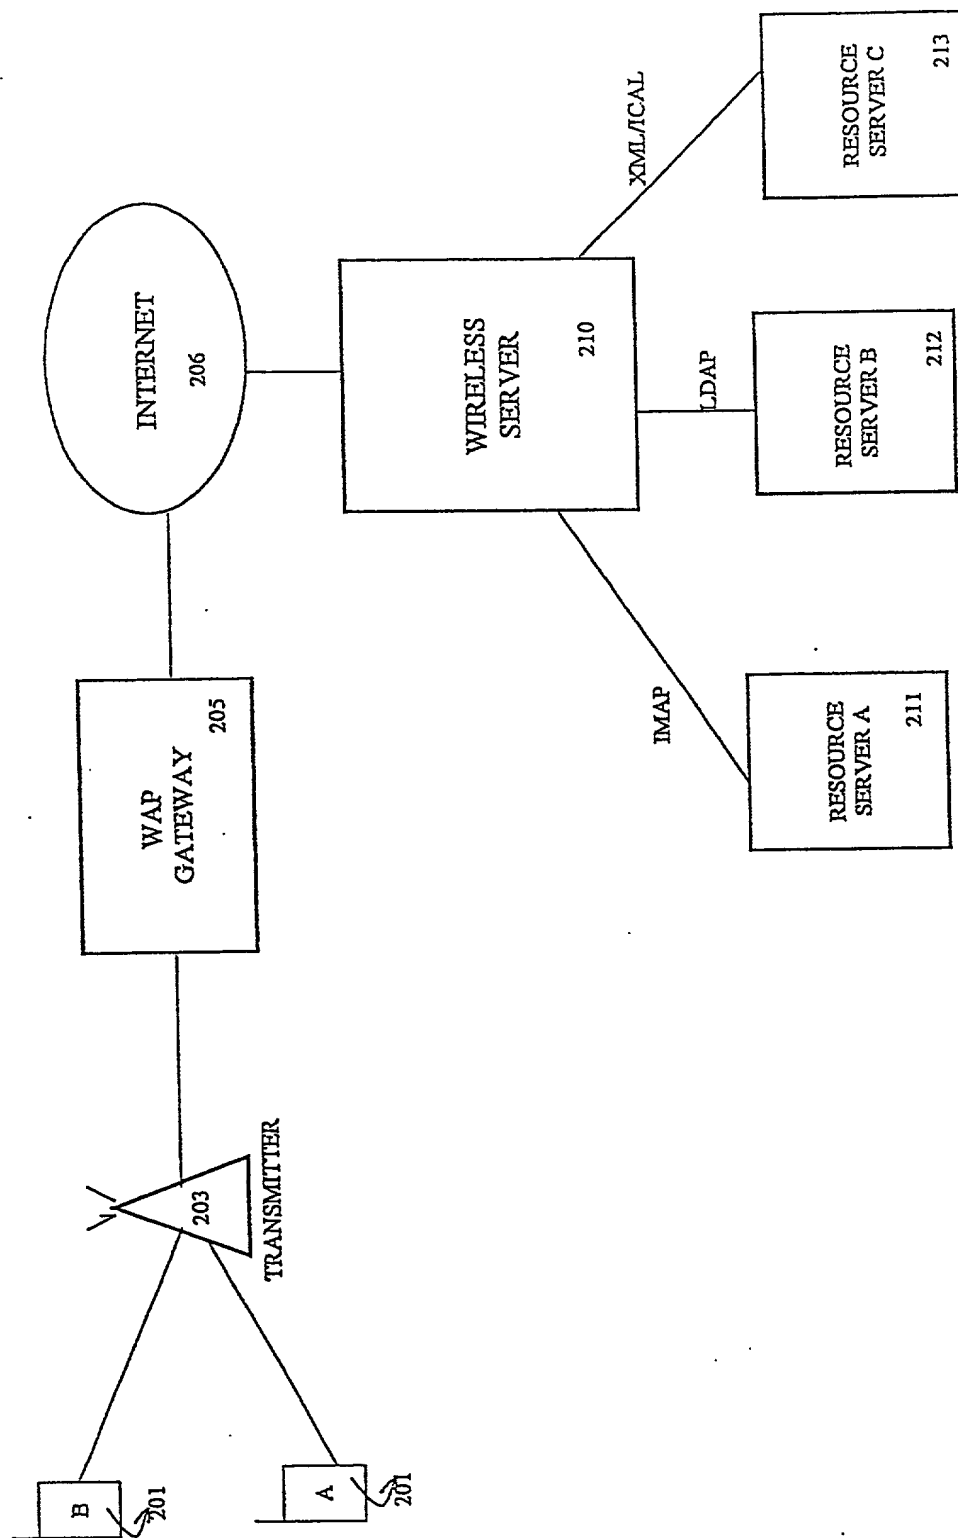 B
201
A
201
203
TRANSMITTER
WAP
GATEWAY
205
INTERNET
206
WIRELESS
SERVER
210
IMAP
LDAP
XML/ICAL
RESOURCE
SERVER A
211
RESOURCE
SERVER B
212
RESOURCE
SERVER C
213